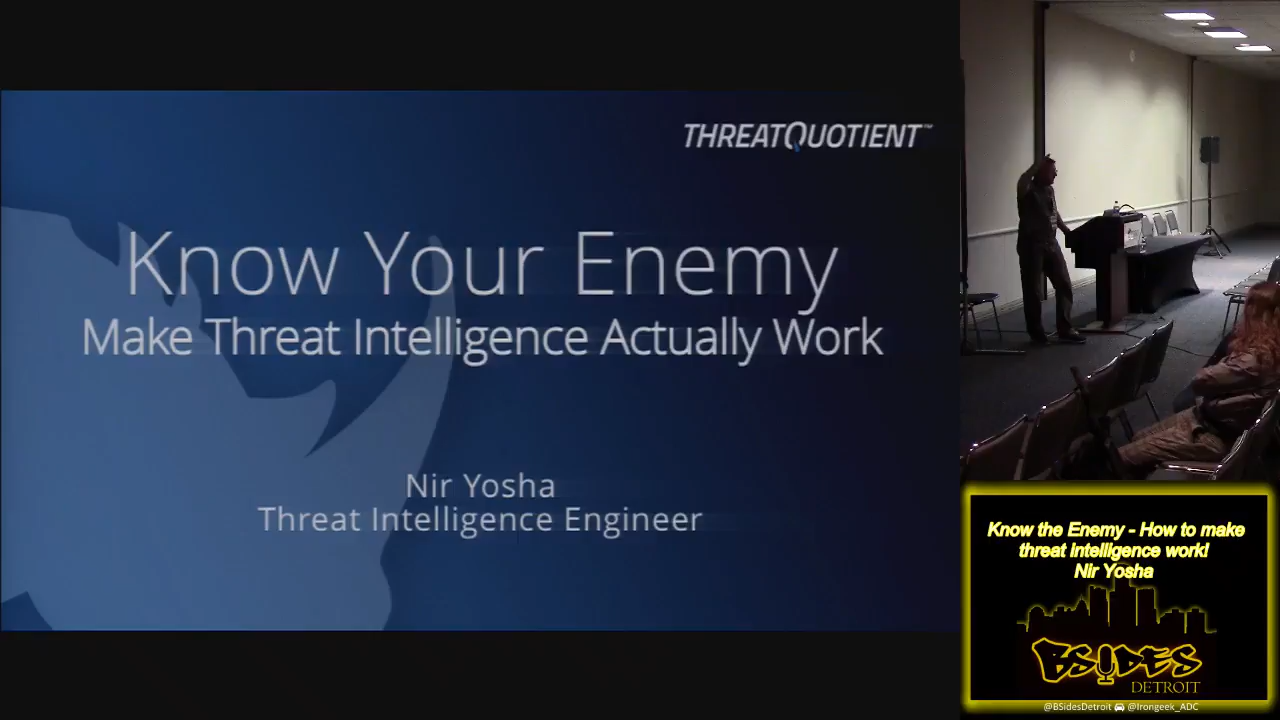 THREATQUOTIENT™
Know Your Enemy
Make Threat Intelligence Actually Work
Nir Yosha
Threat Intelligence Engineer
Know the Enemy - How to make
threat intelligence work!
Nir Yosha
BSIDES
DETROIT
@BSidesDetroit @Irongeek_ADC